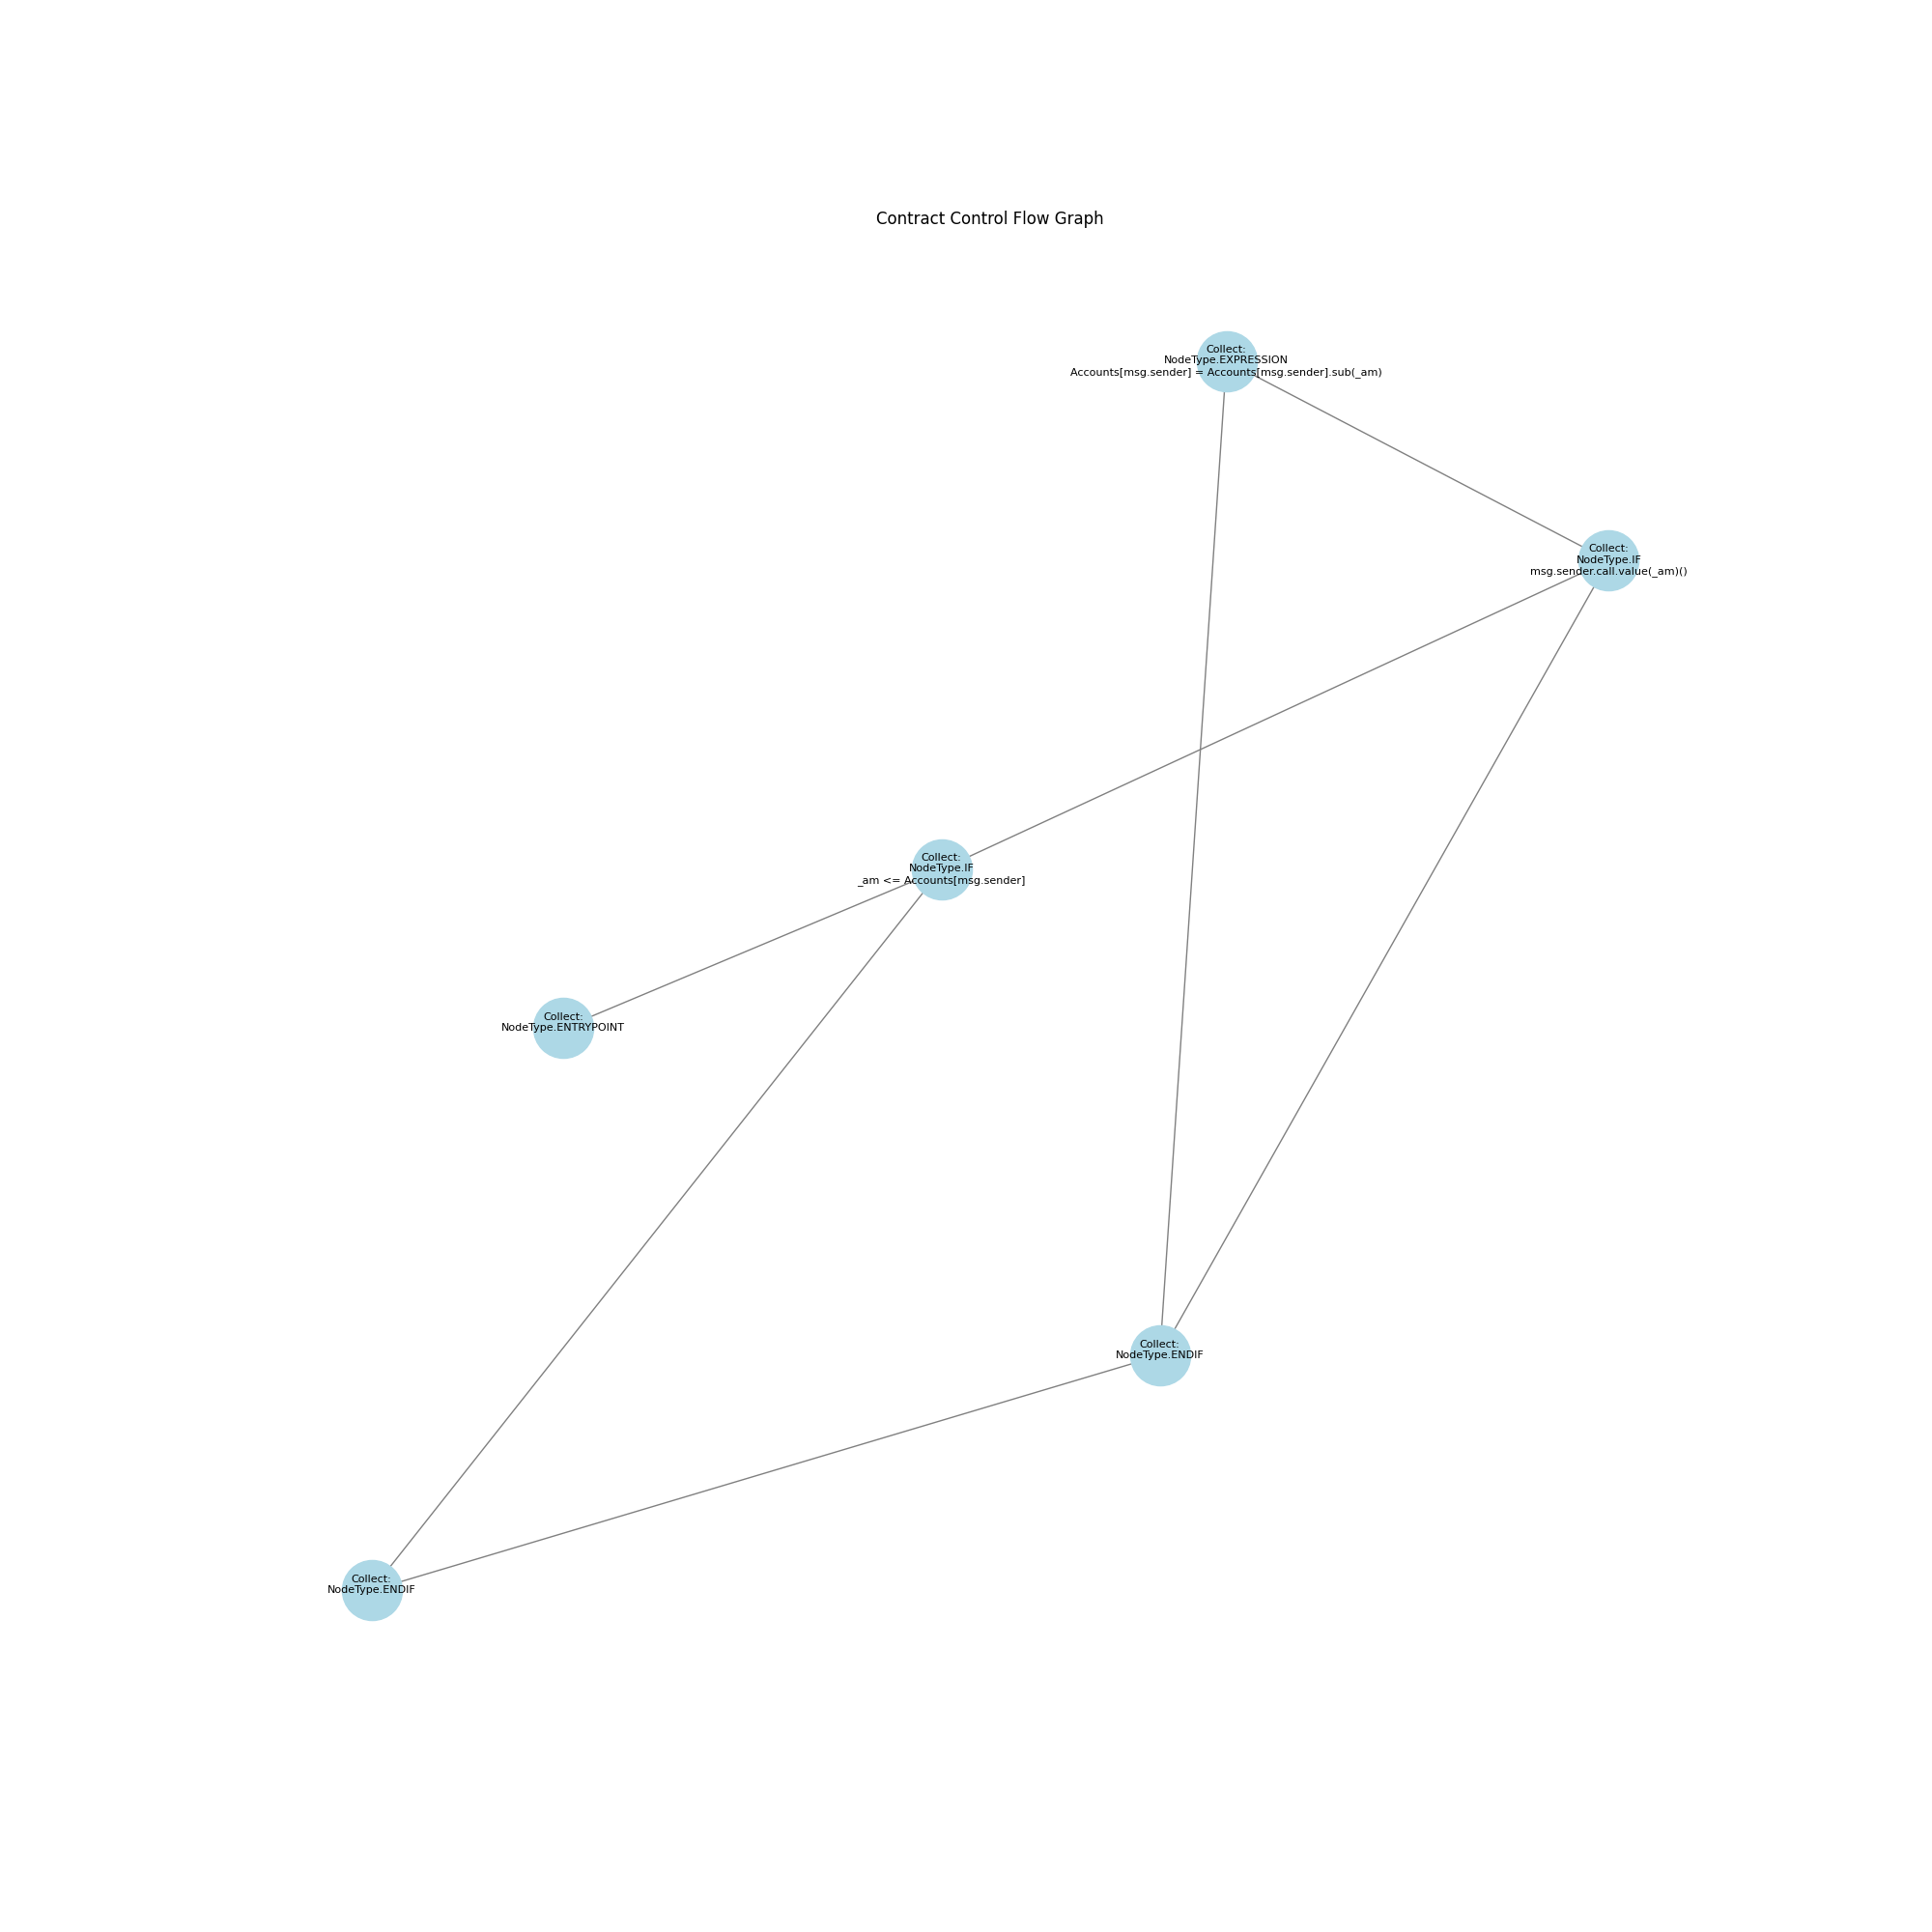 Contract Control Flow Graph
Collect:
NodeType.EXPRESSION
Accounts[msg.sender] = Accounts[msg.sender].sub(_am)
Collect:
NodeType.IF
msg.sender.call.value(_am)()
Collect:
NodeType.IF
_am <= Accounts[msg.sender]
Collect:
NodeType.ENTRYPOINT
Collect:
NodeType.ENDIF
Collect:
NodeType.ENDIF